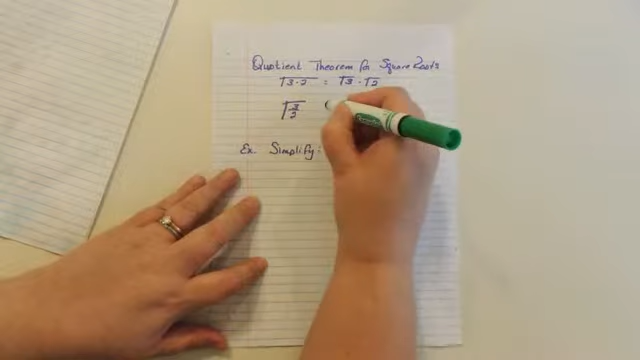 Quotient Theorem for Square Roots
√3·2 = √3 · √2
√3/2
Ex. Simplify: